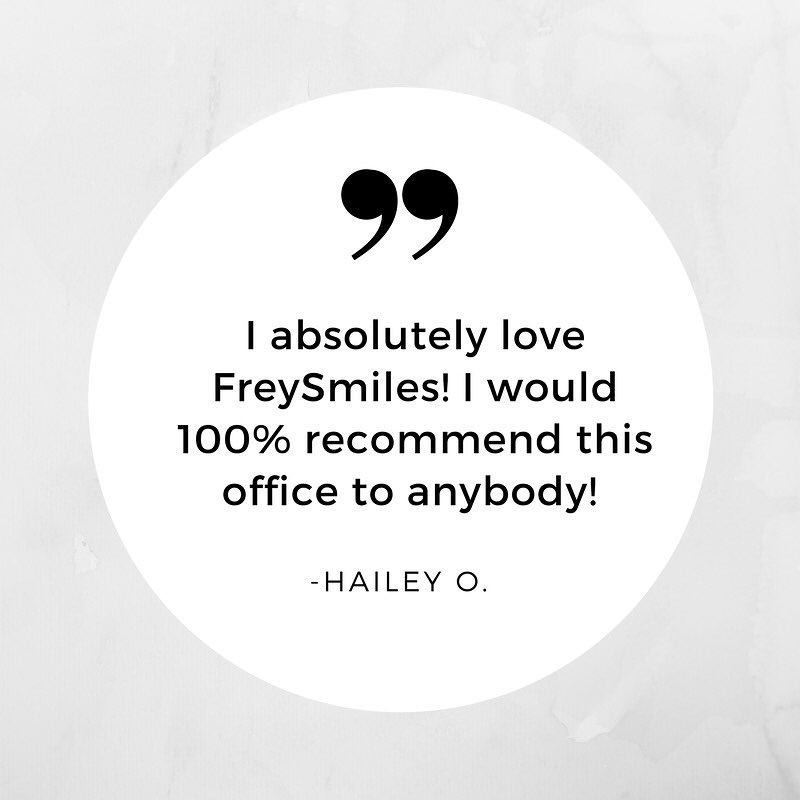 ”
I absolutely love
FreySmiles! I would
100% recommend this
office to anybody!
-HAILEY O.